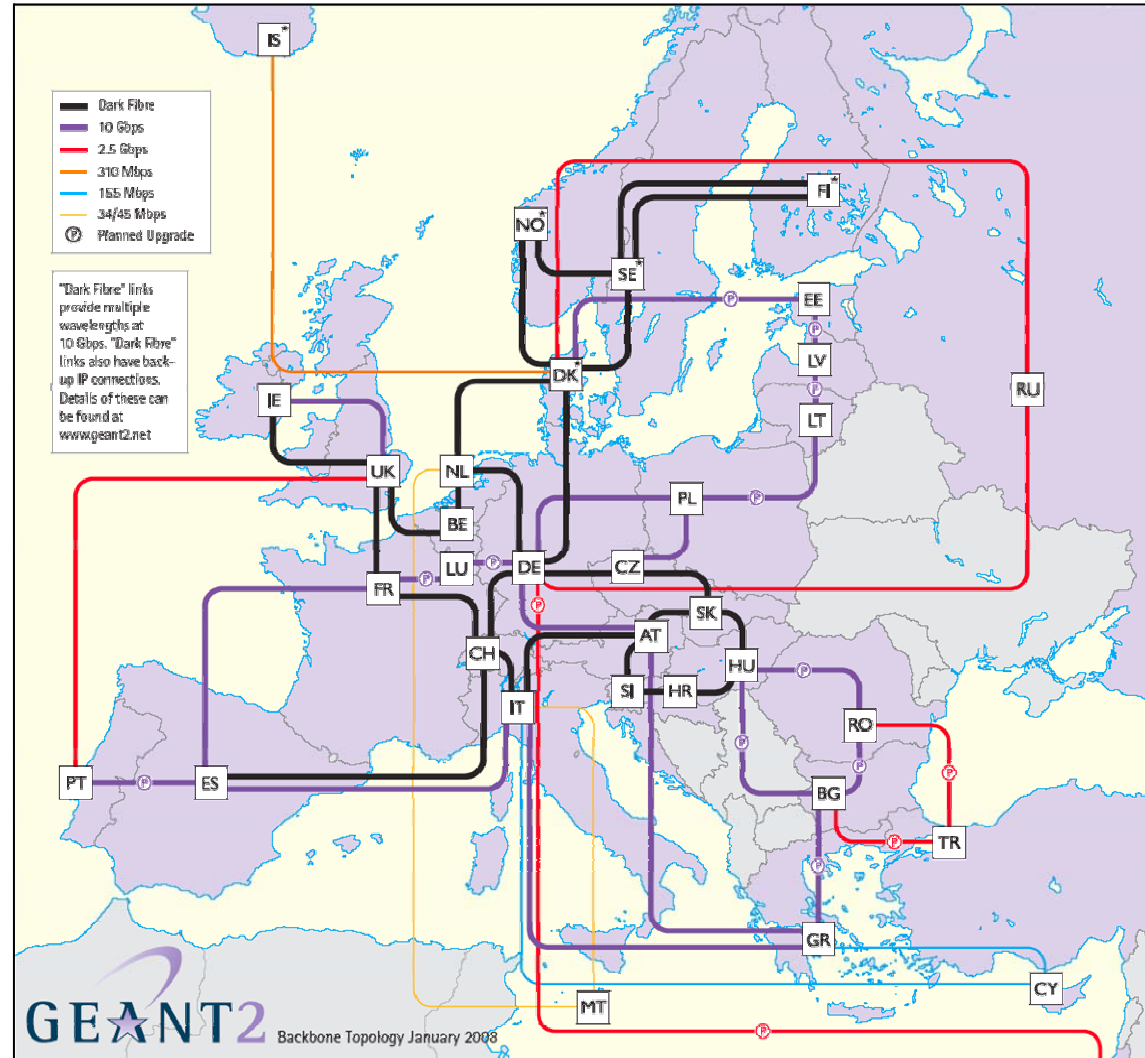 IS*
Dark Fibre
10 Gbps
2.5 Gbps
310 Mbps
155 Mbps
34/45 Mbps
P Planned Upgrade
"Dark Fibre" links
provide multiple
wavelengths at
10 Gbps. "Dark Fibre"
links also have back-
up IP connections.
Details of these can
be found at
www.geant2.net
FI*
NO*
SE*
P
EE
P
LV
DK*
P
RU
IE
LT
UK
NL
PL
P
BE
LU
P
DE
CZ
P
FR
P
SK
AT
CH
HU
P
SI
HR
IT
RO
P
P
P
PT
P
ES
BG
P
TR
P
GR
CY
MT
GEANT2
Backbone Topology January 2008
P